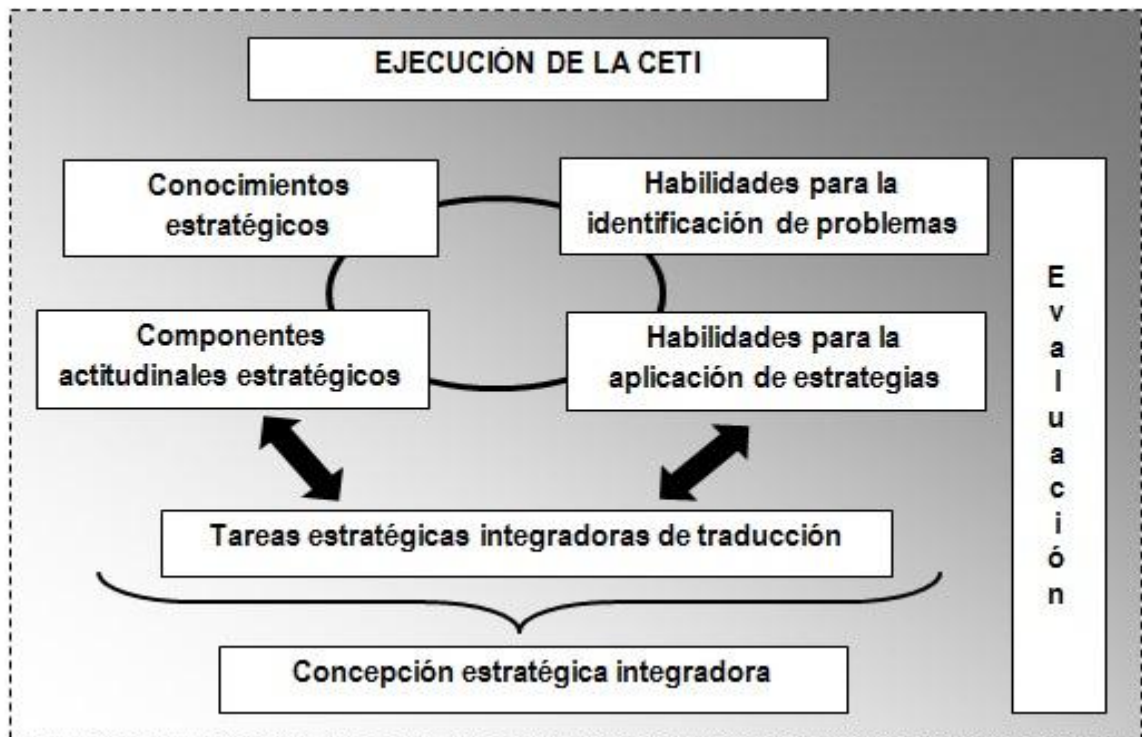 EJECUCIÓN DE LA CETI
Conocimientos
estratégicos
Habilidades para la
identificación de problemas
Componentes
actitudinales estratégicos
Habilidades para la
aplicación de estrategias
Tareas estratégicas integradoras de traducción
Concepción estratégica integradora
Evaluación